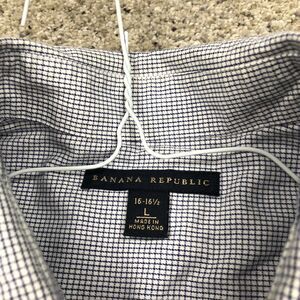 BANANA REPUBLIC
16-16½
L
MADE IN
HONG KONG